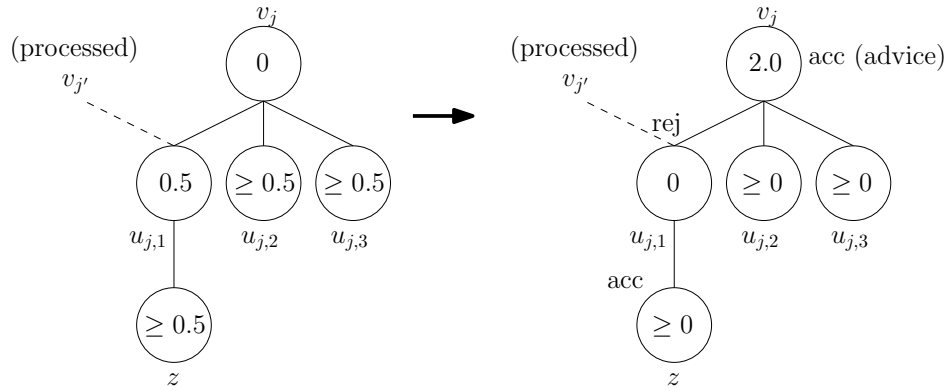 v_j
(processed)
v_{j'}
0
0.5
≥ 0.5
≥ 0.5
u_{j,1}
u_{j,2}
u_{j,3}
≥ 0.5
z
v_j
(processed)
v_{j'}
2.0
acc (advice)
rej
0
≥ 0
≥ 0
u_{j,1}
u_{j,2}
u_{j,3}
acc
≥ 0
z